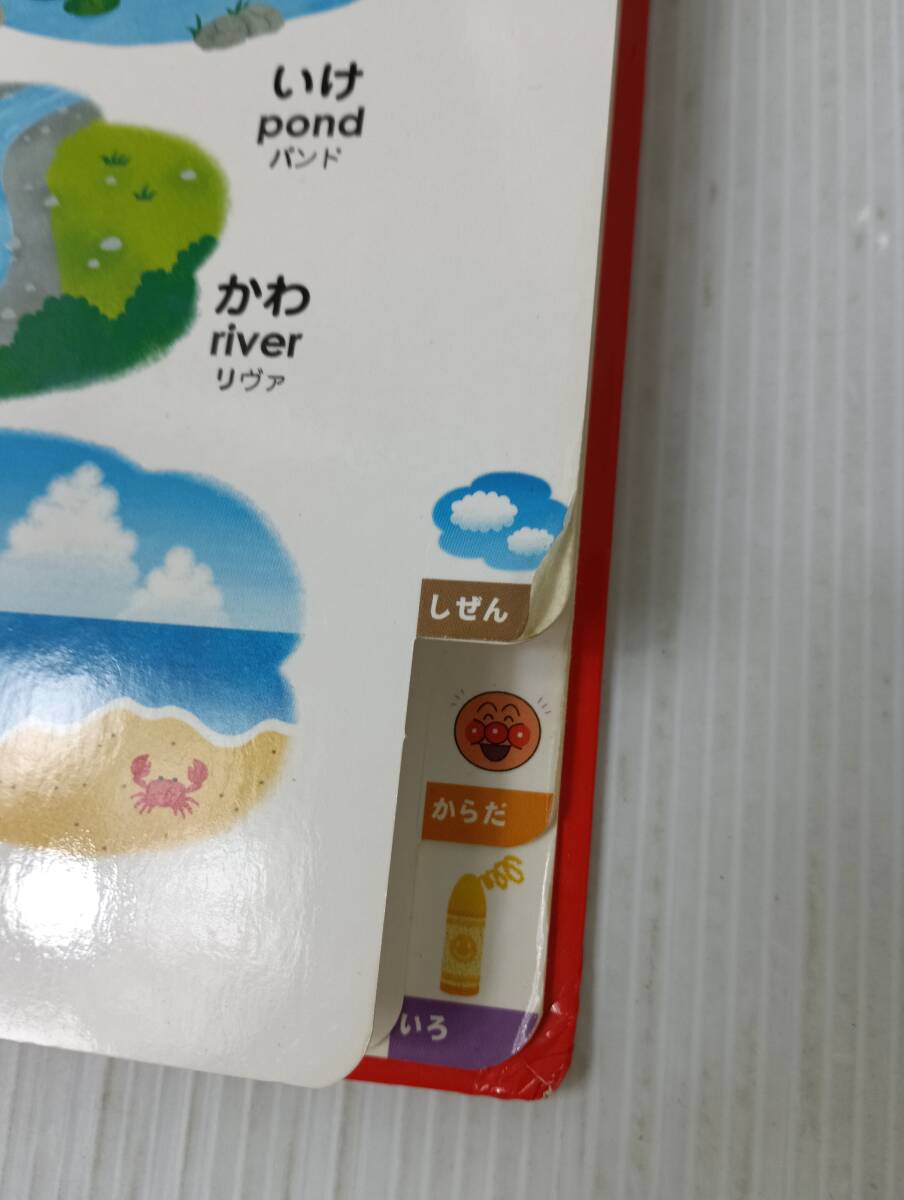 いけ
pond
パンド
かわ
river
リヴァ
しぜん
からだ
いろ